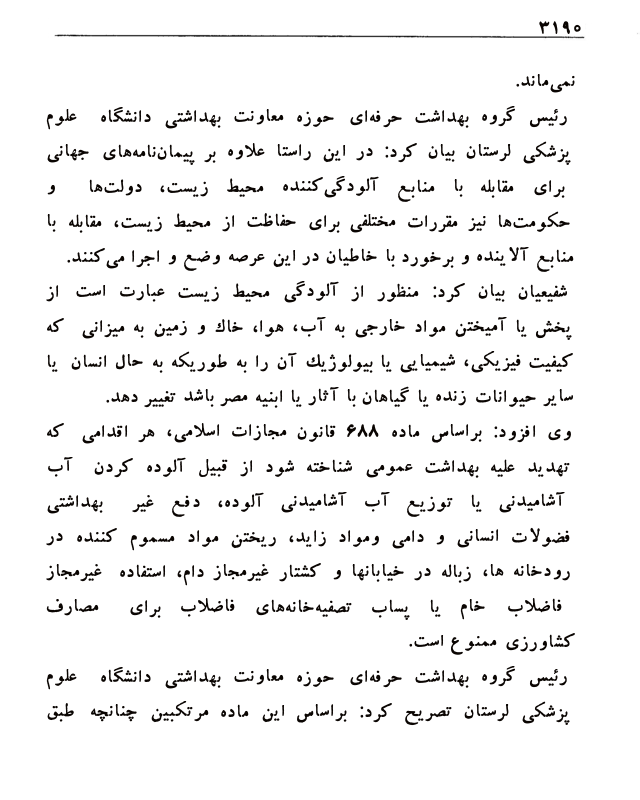 ۳۱۹۰
نمی‌ماند.
رئیس گروه بهداشت حرفه‌ای حوزه معاونت بهداشتی دانشگاه علوم
پزشکی لرستان بیان کرد: در این راستا علاوه بر پیمان‌نامه‌های جهانی
برای مقابله با منابع آلودگی‌کننده محیط زیست، دولت‌ها و
حکومت‌ها نیز مقررات مختلفی برای حفاظت از محیط زیست، مقابله با
منابع آلاینده و برخورد با خاطیان در این عرصه وضع و اجرا می‌کنند.
شفیعیان بیان کرد: منظور از آلودگی محیط زیست عبارت است از
پخش یا آمیختن مواد خارجی به آب، هوا، خاك و زمین به میزانی که
کیفیت فیزیکی، شیمیایی یا بیولوژیك آن را به طوریکه به حال انسان یا
سایر حیوانات زنده یا گیاهان با آثار یا ابنیه مصر باشد تغییر دهد.
وی افزود: براساس ماده ۶۸۸ قانون مجازات اسلامی، هر اقدامی که
تهدید علیه بهداشت عمومی شناخته شود از قبیل آلوده کردن آب
آشامیدنی یا توزیع آب آشامیدنی آلوده، دفع غیر بهداشتی
فضولات انسانی و دامی ومواد زاید، ریختن مواد مسموم کننده در
رودخانه ها، زباله در خیابانها و کشتار غیرمجاز دام، استفاده غیرمجاز
فاضلاب خام یا پساب تصفیه‌خانه‌های فاضلاب برای مصارف
کشاورزی ممنوع است.
رئیس گروه بهداشت حرفه‌ای حوزه معاونت بهداشتی دانشگاه علوم
پزشکی لرستان تصریح کرد: براساس این ماده مرتکبین چنانچه طبق